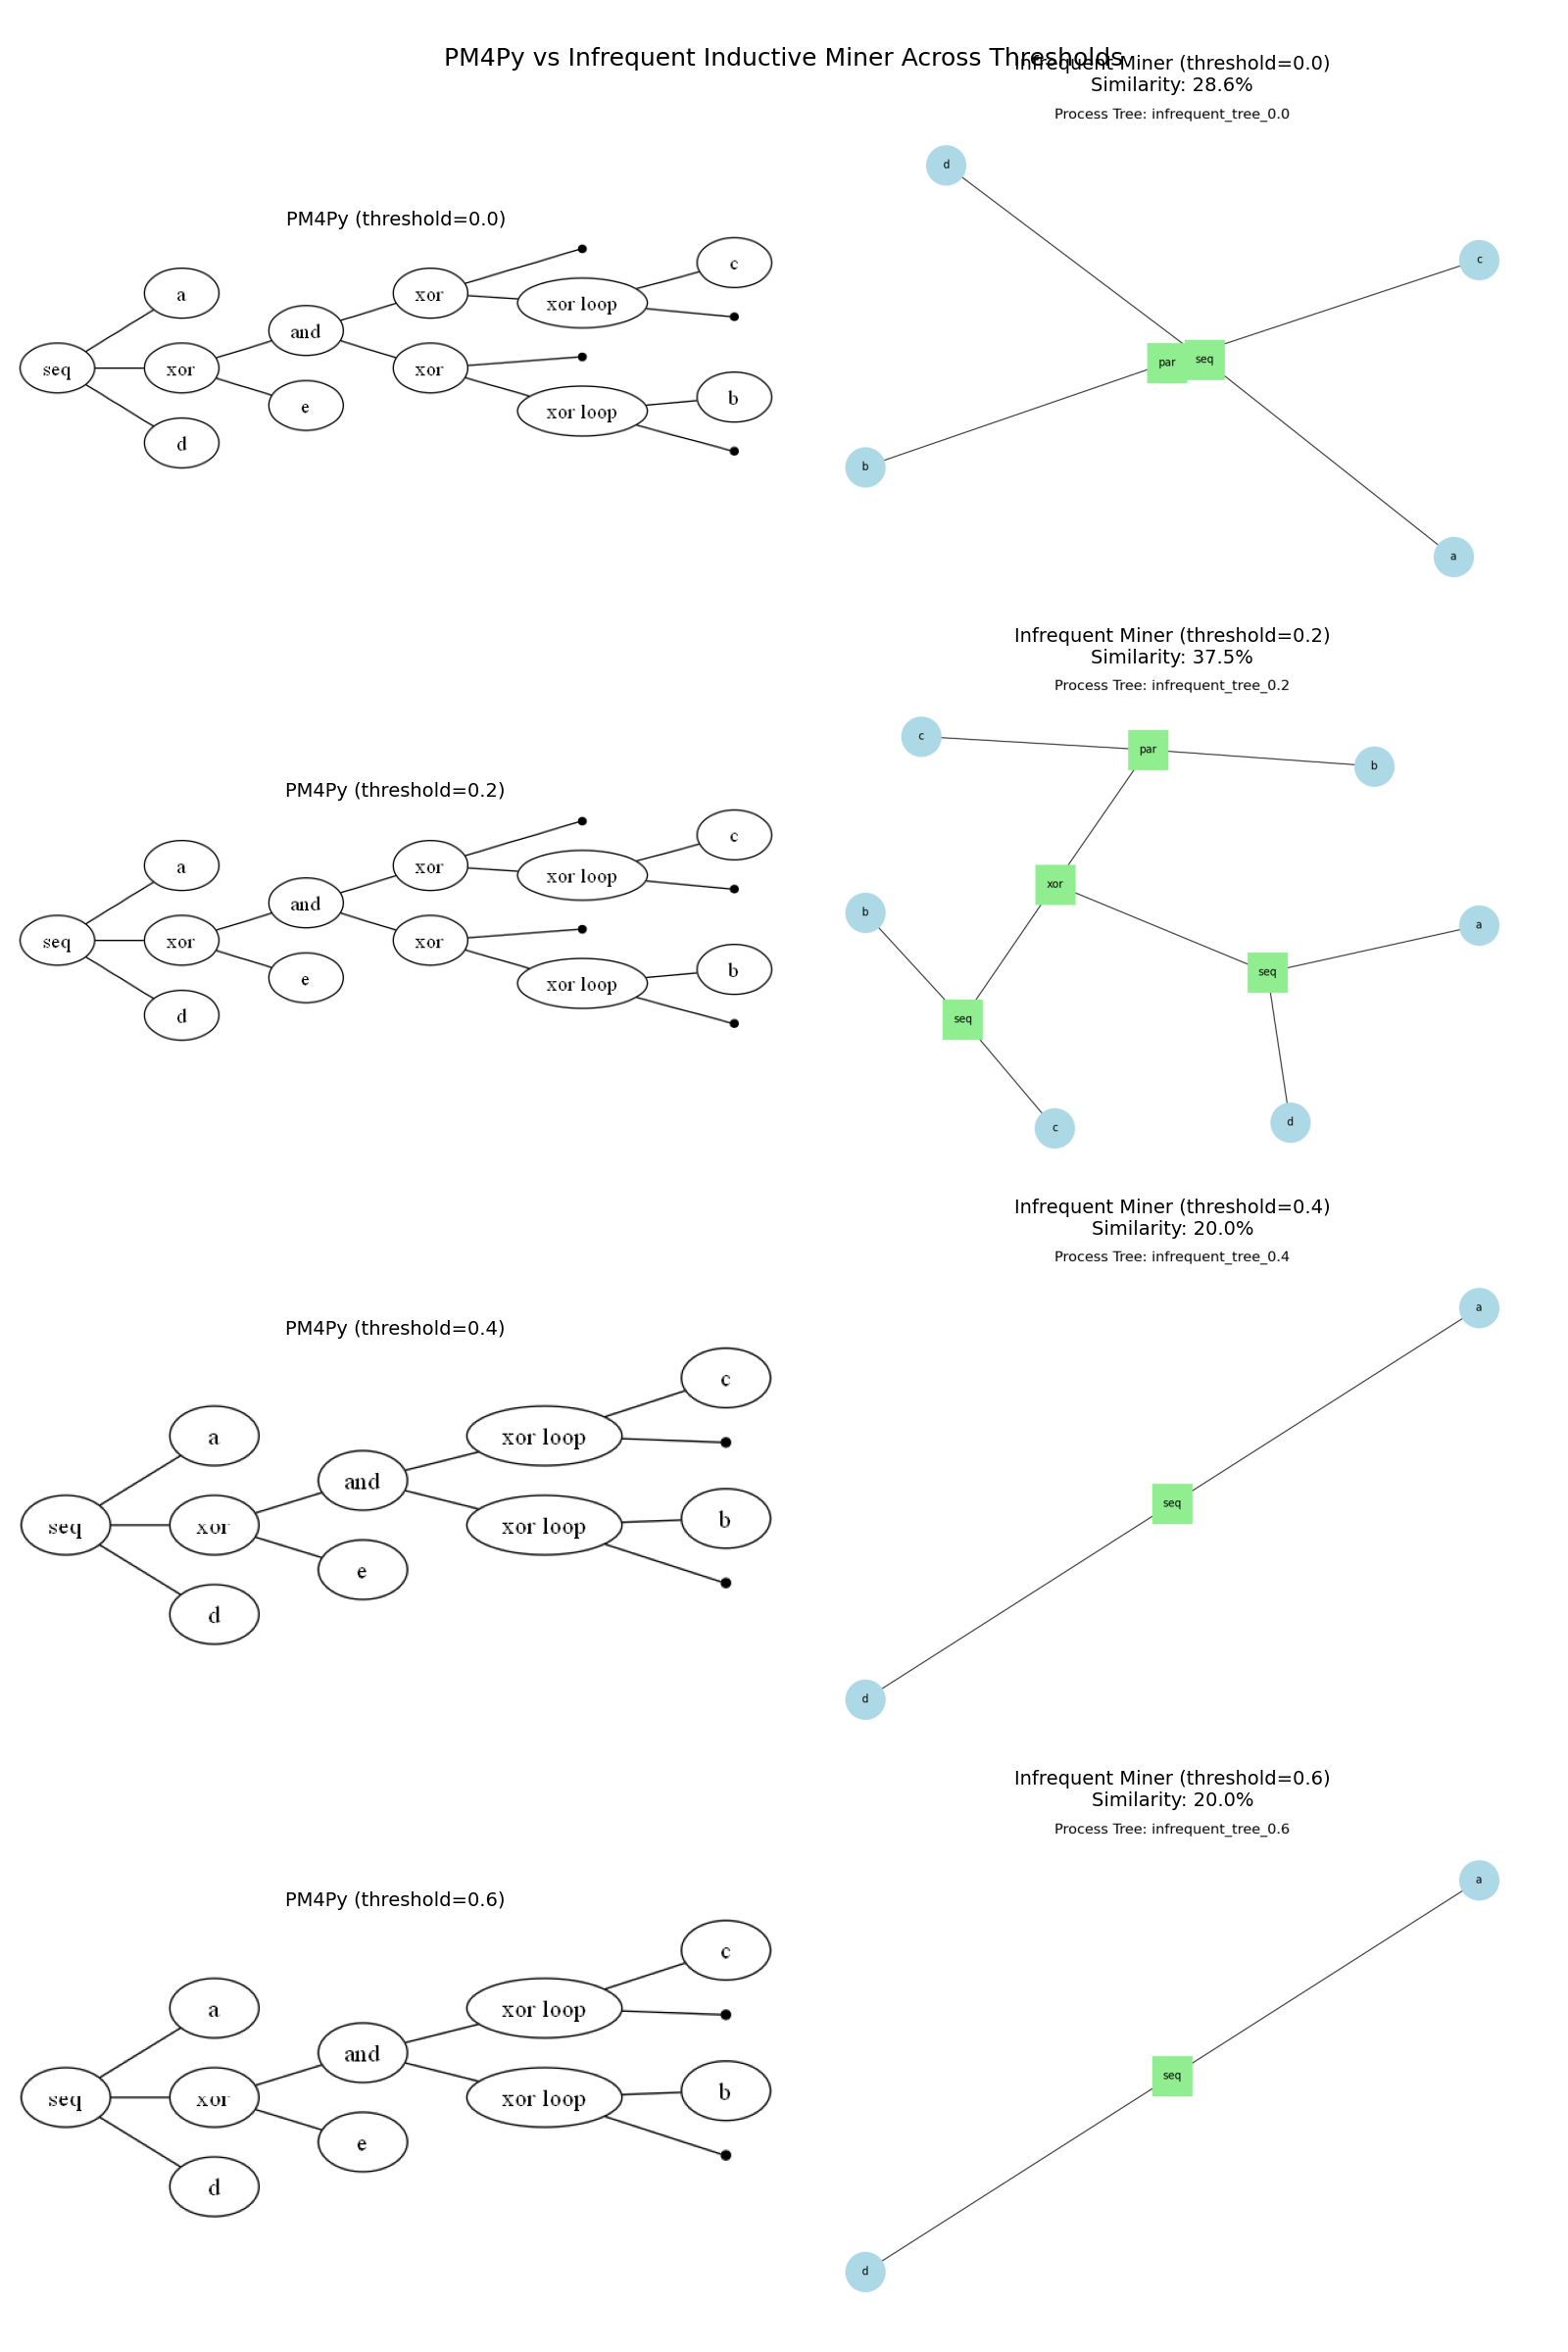 PM4Py vs Infrequent Inductive Miner Across Thresholds
Infrequent Miner (threshold=0.0)
Similarity: 28.6%
Process Tree: infrequent_tree_0.0
PM4Py (threshold=0.0)
seq
a
xor
d
and
e
xor
xor
xor loop
xor loop
c
b
d
c
par
seq
b
a
Infrequent Miner (threshold=0.2)
Similarity: 37.5%
Process Tree: infrequent_tree_0.2
PM4Py (threshold=0.2)
seq
a
xor
d
and
e
xor
xor
xor loop
xor loop
c
b
c
par
b
xor
b
a
seq
seq
c
d
Infrequent Miner (threshold=0.4)
Similarity: 20.0%
Process Tree: infrequent_tree_0.4
PM4Py (threshold=0.4)
seq
a
xor
d
and
e
xor loop
xor loop
c
b
a
seq
d
Infrequent Miner (threshold=0.6)
Similarity: 20.0%
Process Tree: infrequent_tree_0.6
PM4Py (threshold=0.6)
seq
a
xor
d
and
e
xor loop
xor loop
c
b
a
seq
d